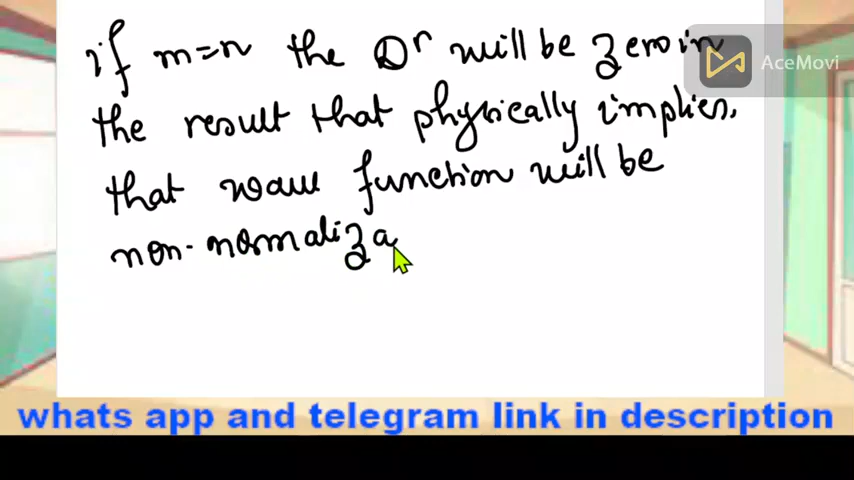 if m=n the Dr will be zero in
AceMovi
the result that physically implies.
that wave function will be
non-normaliza
whats app and telegram link in description